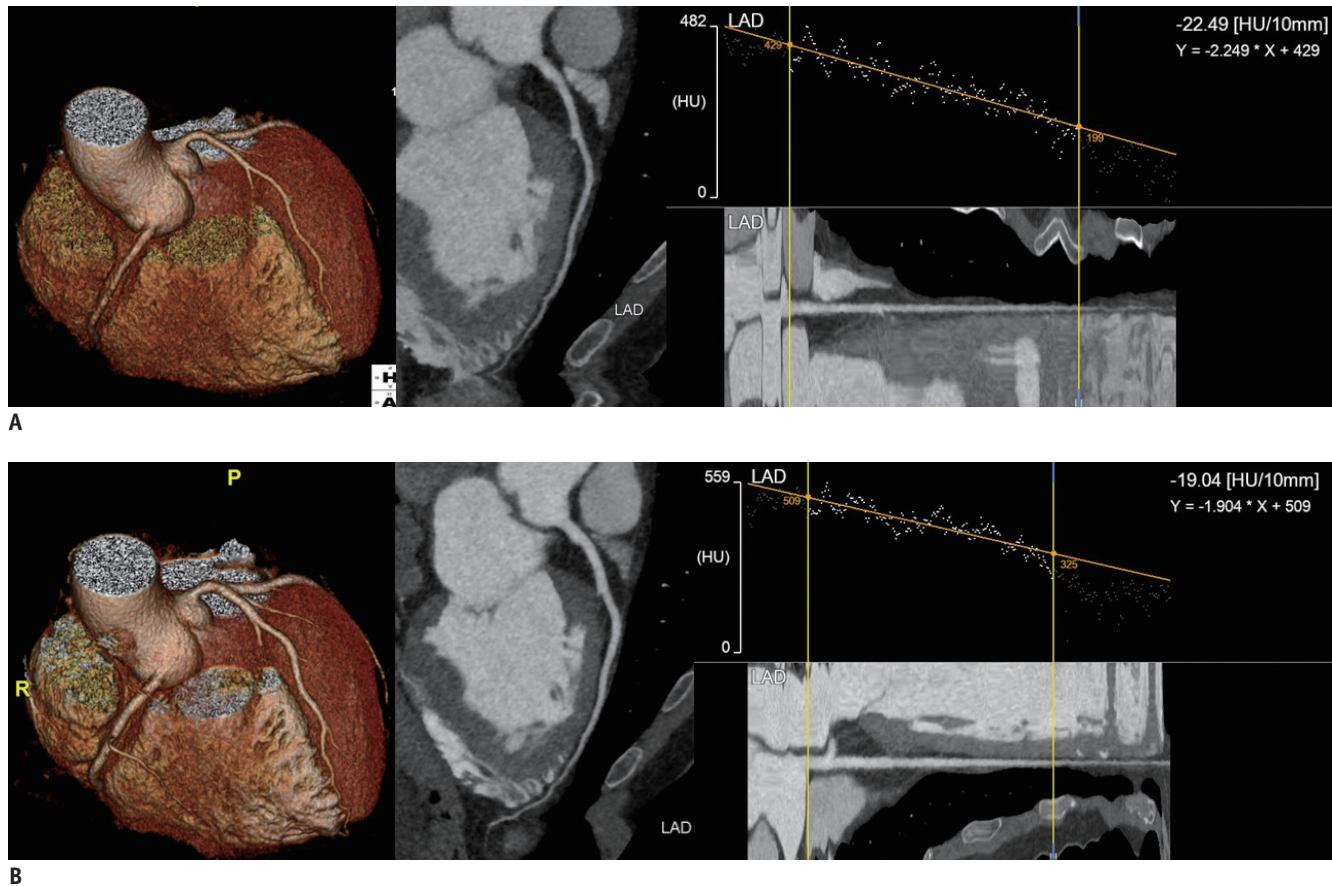 LAD
482
(HU)
0
429
199
-22.49 [HU/10mm]
Y = -2.249 * X + 429
LAD
LAD
H
A
A
P
R
LAD
559
(HU)
0
509
325
-19.04 [HU/10mm]
Y = -1.904 * X + 509
LAD
LAD
B